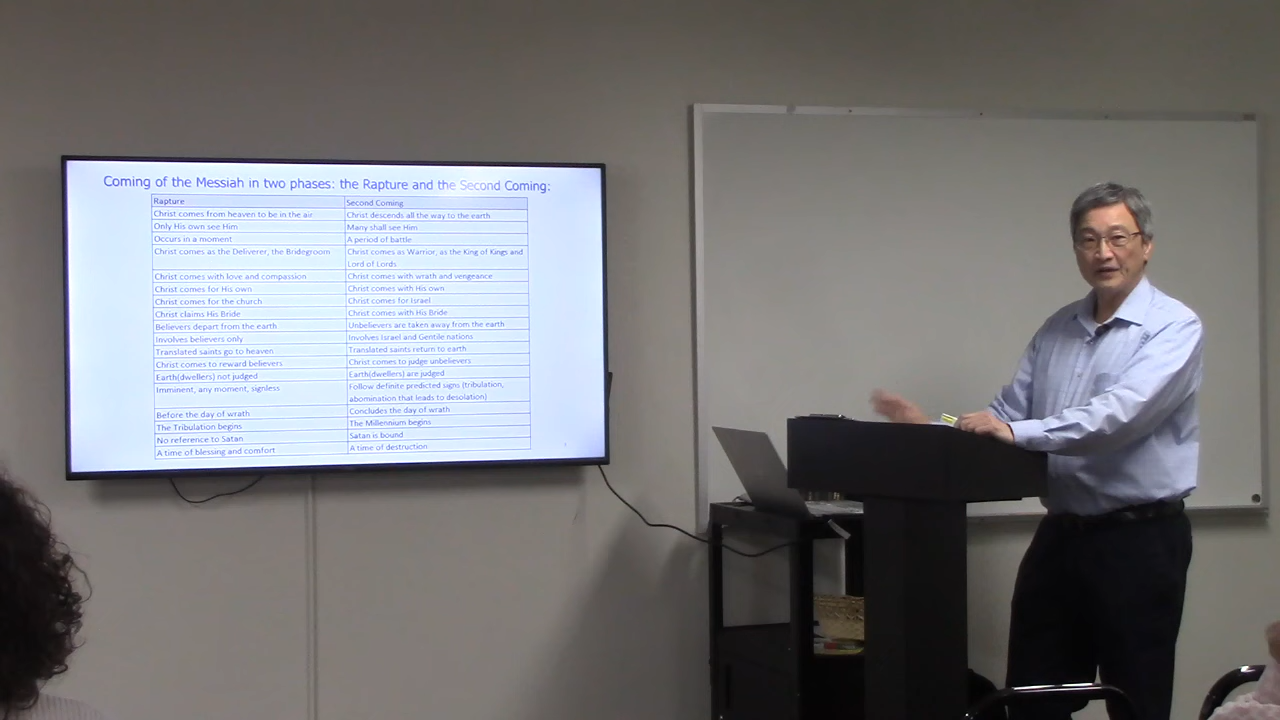 Coming of the Messiah in two phases: the Rapture and the Second Coming:
Rapture Second Coming
Christ comes from heaven to be in the air Christ descends all the way to the earth
Only His own see Him Many shall see Him
Occurs in a moment A period of battle
Christ comes as the Deliverer, the Bridegroom Christ comes as Warrior, as the King of Kings and
Lord of Lords
Christ comes with love and compassion Christ comes with wrath and vengeance
Christ comes for His own Christ comes with His own
Christ comes for the church Christ comes for Israel
Christ claims His Bride Christ comes with His Bride
Believers depart from the earth Unbelievers are taken away from the earth
Involves believers only Involves Israel and Gentile nations
Translated saints go to heaven Translated saints return to earth
Christ comes to reward believers Christ comes to judge unbelievers
Earth(dwellers) not judged Earth(dwellers) are judged
Imminent, any moment, signless Follow definite predicted signs (tribulation,
abomination that leads to desolation)
Before the day of wrath Concludes the day of wrath
The Tribulation begins The Millennium begins
No reference to Satan Satan is bound
A time of blessing and comfort A time of destruction